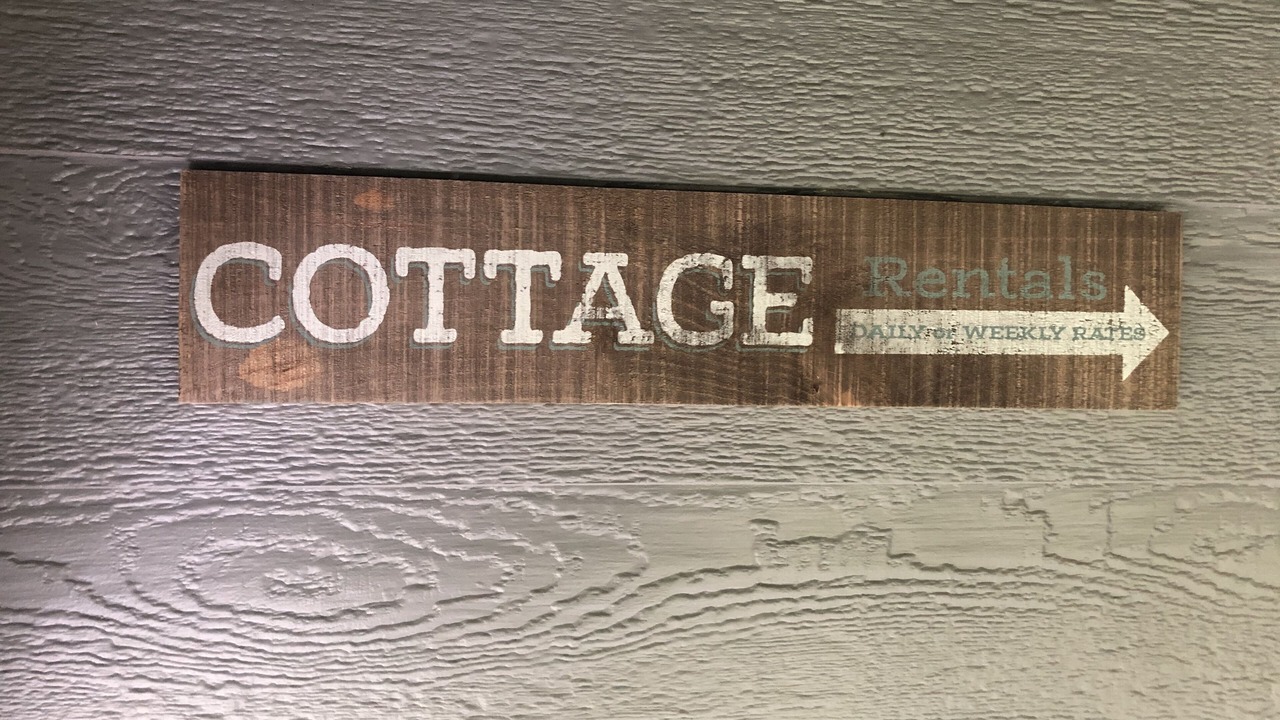 COTTAGE
Rentals
DAILY or WEEKLY RATES